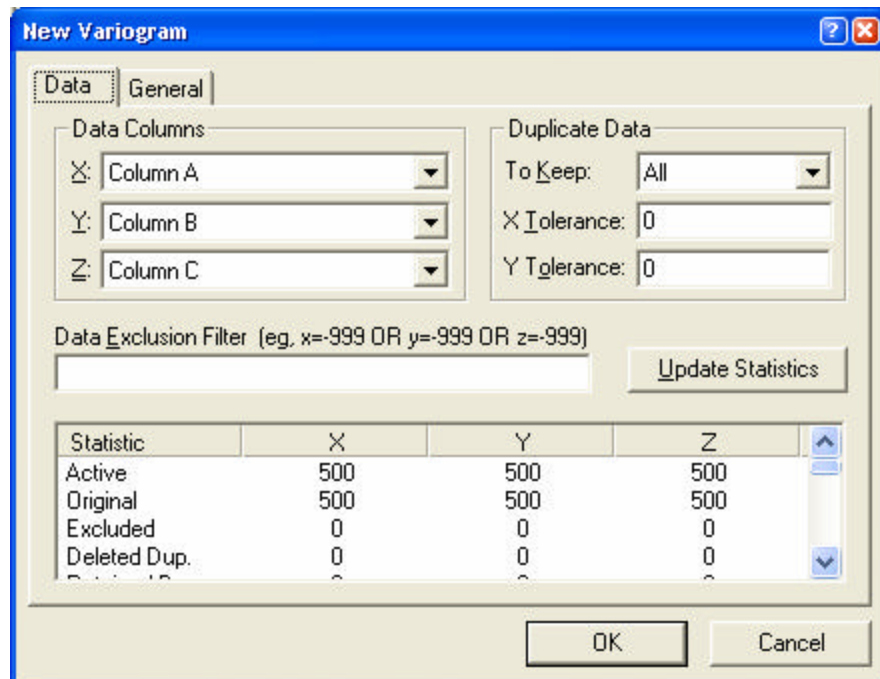 New Variogram
Data General
Data Columns
X: Column A
Y: Column B
Z: Column C
Duplicate Data
To Keep: All
X Tolerance: 0
Y Tolerance: 0
Data Exclusion Filter (eg, x=-999 OR y=-999 OR z=-999)
Update Statistics
Statistic X Y Z
Active 500 500 500
Original 500 500 500
Excluded 0 0 0
Deleted Dup. 0 0 0
OK Cancel